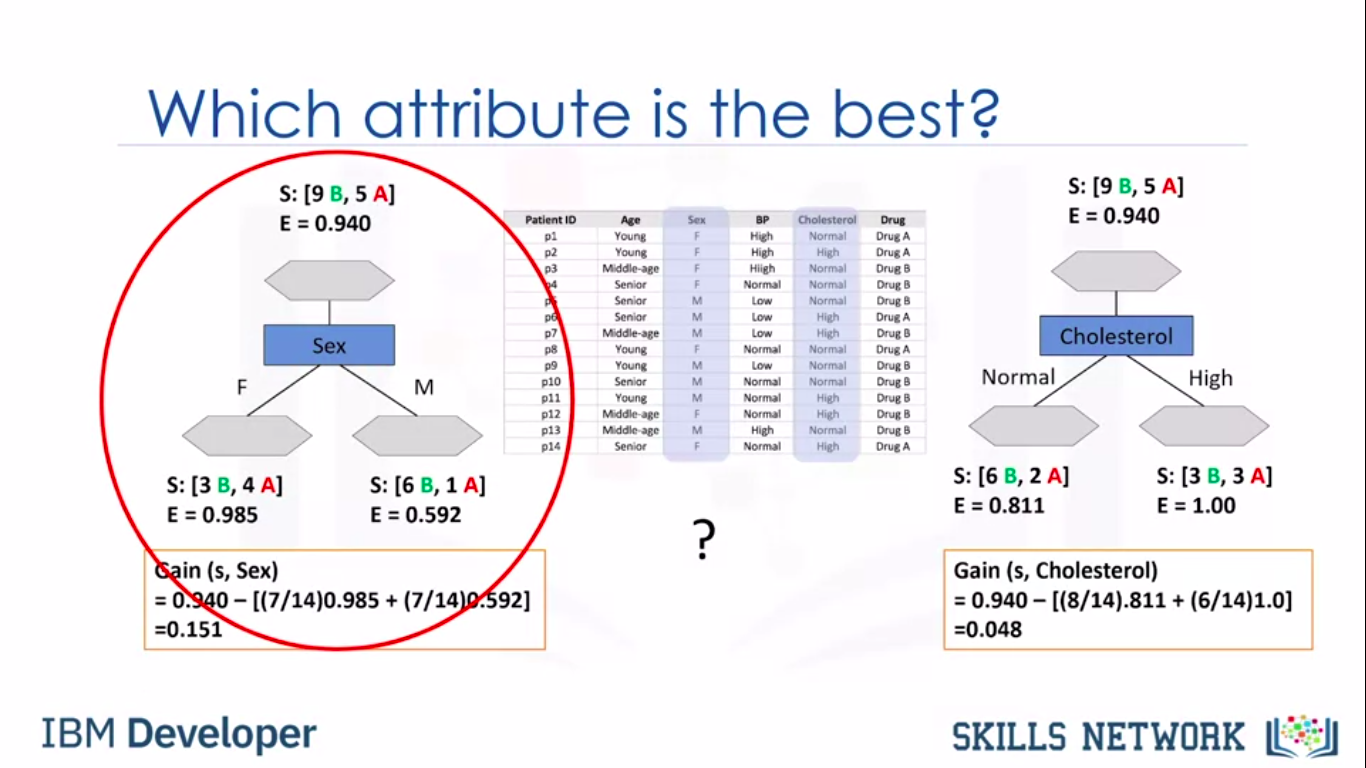 Which attribute is the best?
S: [9 B, 5 A]
E = 0.940
Sex
F
M
S: [3 B, 4 A]
E = 0.985
S: [6 B, 1 A]
E = 0.592
Gain (s, Sex)
= 0.940 – [(7/14)0.985 + (7/14)0.592]
=0.151
Patient ID Age Sex BP Cholesterol Drug
p1 Young F High Normal Drug A
p2 Young F High High Drug A
p3 Middle-age F Hiigh Normal Drug B
p4 Senior F Normal Normal Drug B
p5 Senior M Low Normal Drug B
p6 Senior M Low High Drug A
p7 Middle-age M Low High Drug B
p8 Young F Normal Normal Drug A
p9 Young M Low Normal Drug B
p10 Senior M Normal Normal Drug B
p11 Young M Normal High Drug B
p12 Middle-age F Normal High Drug B
p13 Middle-age M High Normal Drug B
p14 Senior F Normal High Drug A
?
S: [9 B, 5 A]
E = 0.940
Cholesterol
Normal
High
S: [6 B, 2 A]
E = 0.811
S: [3 B, 3 A]
E = 1.00
Gain (s, Cholesterol)
= 0.940 – [(8/14).811 + (6/14)1.0]
=0.048
IBM Developer
SKILLS NETWORK